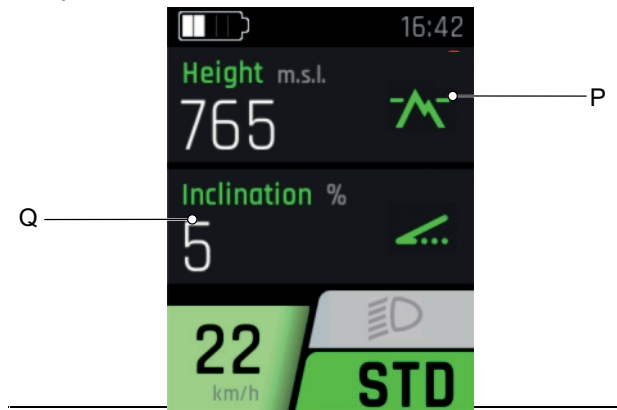 16:42
Height m.s.l.
765
P
Inclination %
Q
5
22
km/h
STD